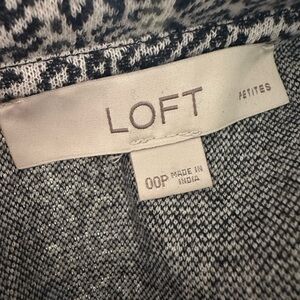 LOFT
PETITES
00P MADE IN
INDIA